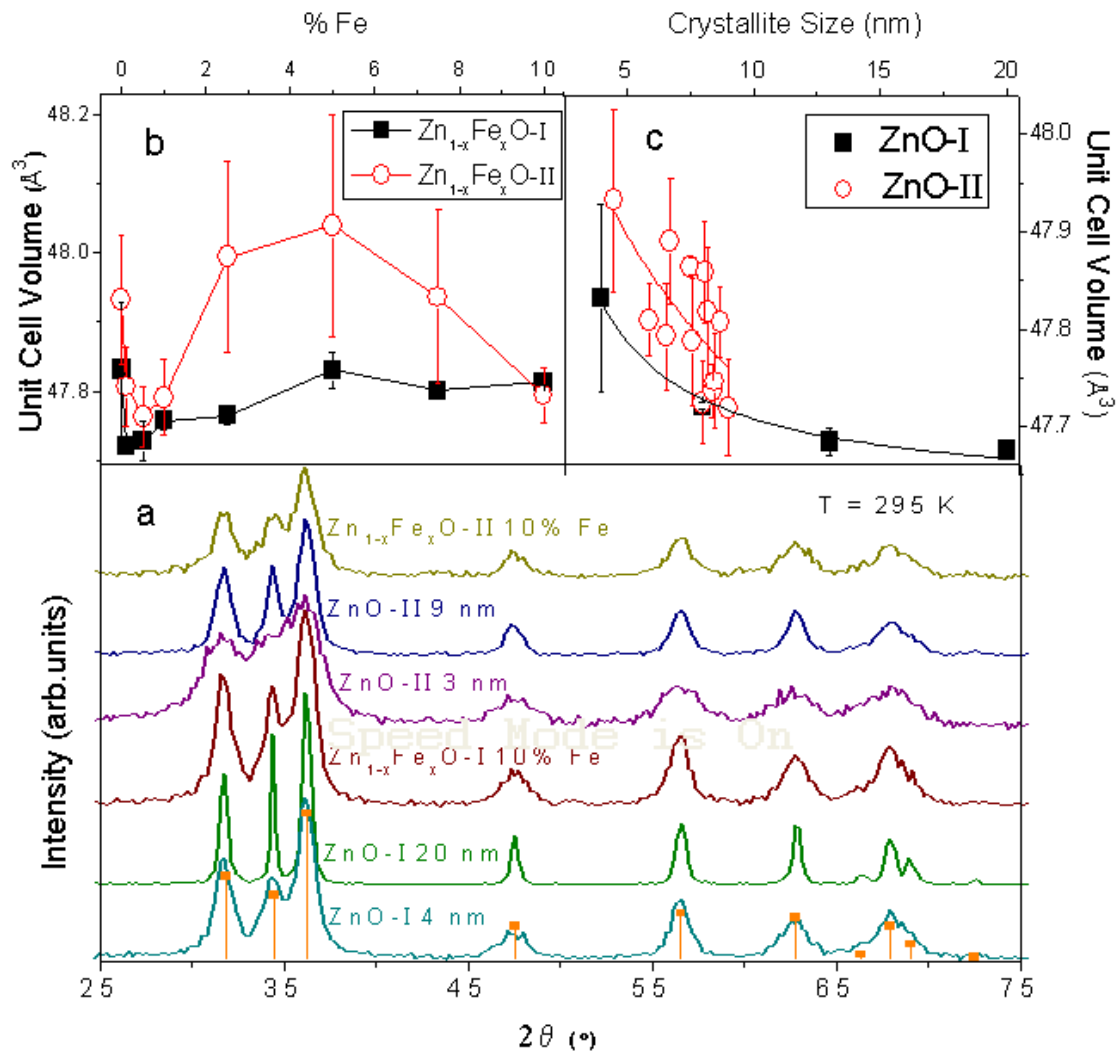 % Fe
Crystallite Size (nm)
0 2 4 6 8 10
5 10 15 20
48.2
48.0
47.8
Unit Cell Volume (Å³)
b
Zn₁₋ₓFeₓO-I
Zn₁₋ₓFeₓO-II
c
ZnO-I
ZnO-II
48.0
47.9
47.8
47.7
Unit Cell Volume (Å³)
a
T = 295 K
Zn₁₋ₓFeₓO-II 10% Fe
ZnO-II 9 nm
ZnO-II 3 nm
Speed Mode is On
Zn₁₋ₓFeₓO-I 10% Fe
ZnO-I 20 nm
ZnO-I 4 nm
Intensity (arb.units)
25 35 45 55 65 75
2θ (°)